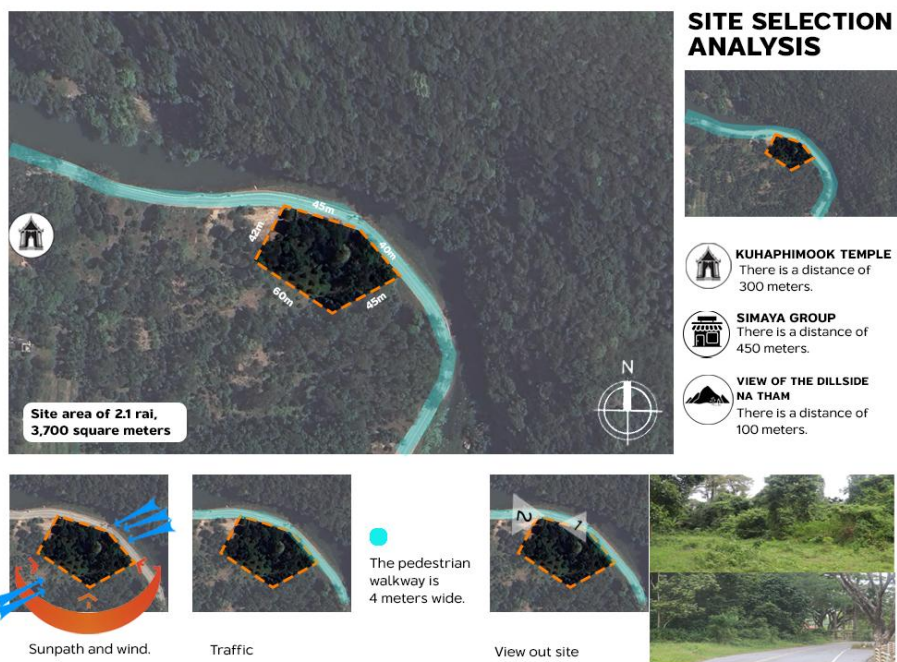 SITE SELECTION
ANALYSIS
45m
42m
40m
60m
45m
N
Site area of 2.1 rai,
3,700 square meters
KUHAPHIMOOK TEMPLE
There is a distance of
300 meters.
SIMAYA GROUP
There is a distance of
450 meters.
VIEW OF THE DILLSIDE
NA THAM
There is a distance of
100 meters.
The pedestrian
walkway is
4 meters wide.
2
1
Sunpath and wind.
Traffic
View out site